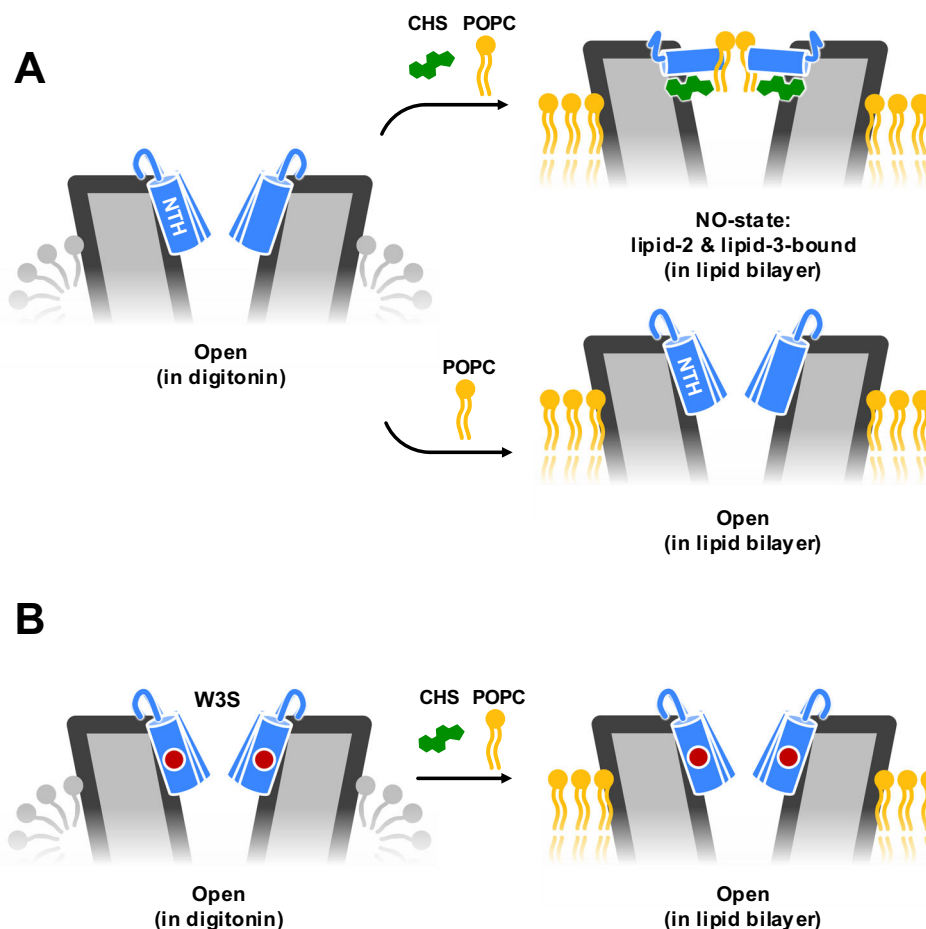 A
CHS POPC
NTH
Open
(in digitonin)
NO-state:
lipid-2 & lipid-3-bound
(in lipid bilayer)
POPC
NTH
Open
(in lipid bilayer)
B
W3S
CHS POPC
Open
(in digitonin)
Open
(in lipid bilayer)